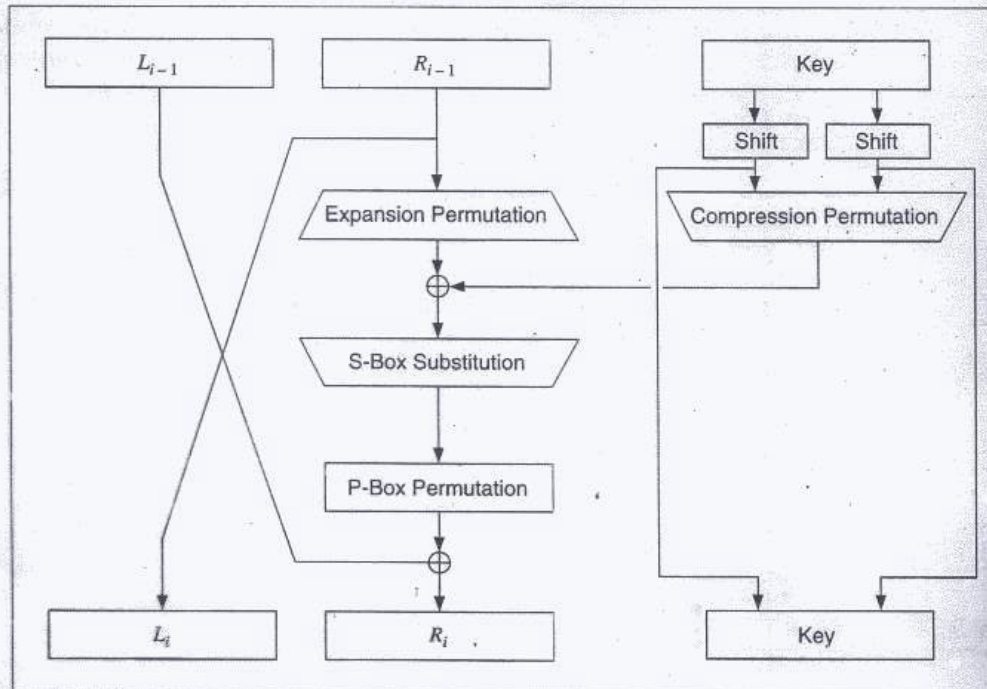 L_{i-1} R_{i-1} Key
Shift Shift
Expansion Permutation Compression Permutation
S-Box Substitution
P-Box Permutation
L_i R_i Key